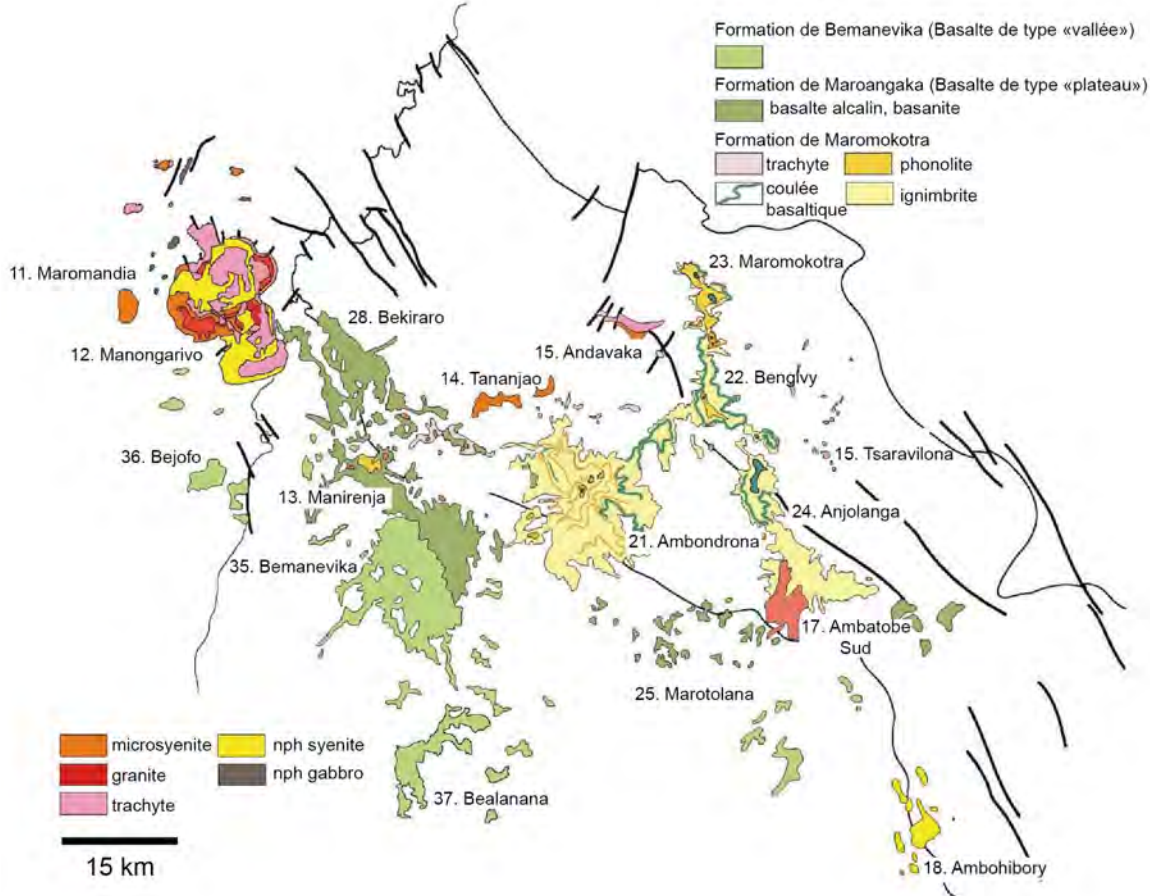 Formation de Bemanevika (Basalte de type «vallée»)
Formation de Maroangaka (Basalte de type «plateau»)
basalte alcalin, basanite
Formation de Maromokotra
trachyte
phonolite
coulée
basaltique
ignimbrite
11. Maromandia
12. Manongarivo
28. Bekiraro
23. Maromokotra
15. Andavaka
14. Tananjao
22. Bengivy
36. Bejofo
13. Manirenja
15. Tsaravilona
24. Anjolanga
21. Ambondrona
35. Bemanevika
17. Ambatobe
Sud
25. Marotolana
microsyenite
nph syenite
granite
nph gabbro
trachyte
37. Bealanana
15 km
18. Ambohibory